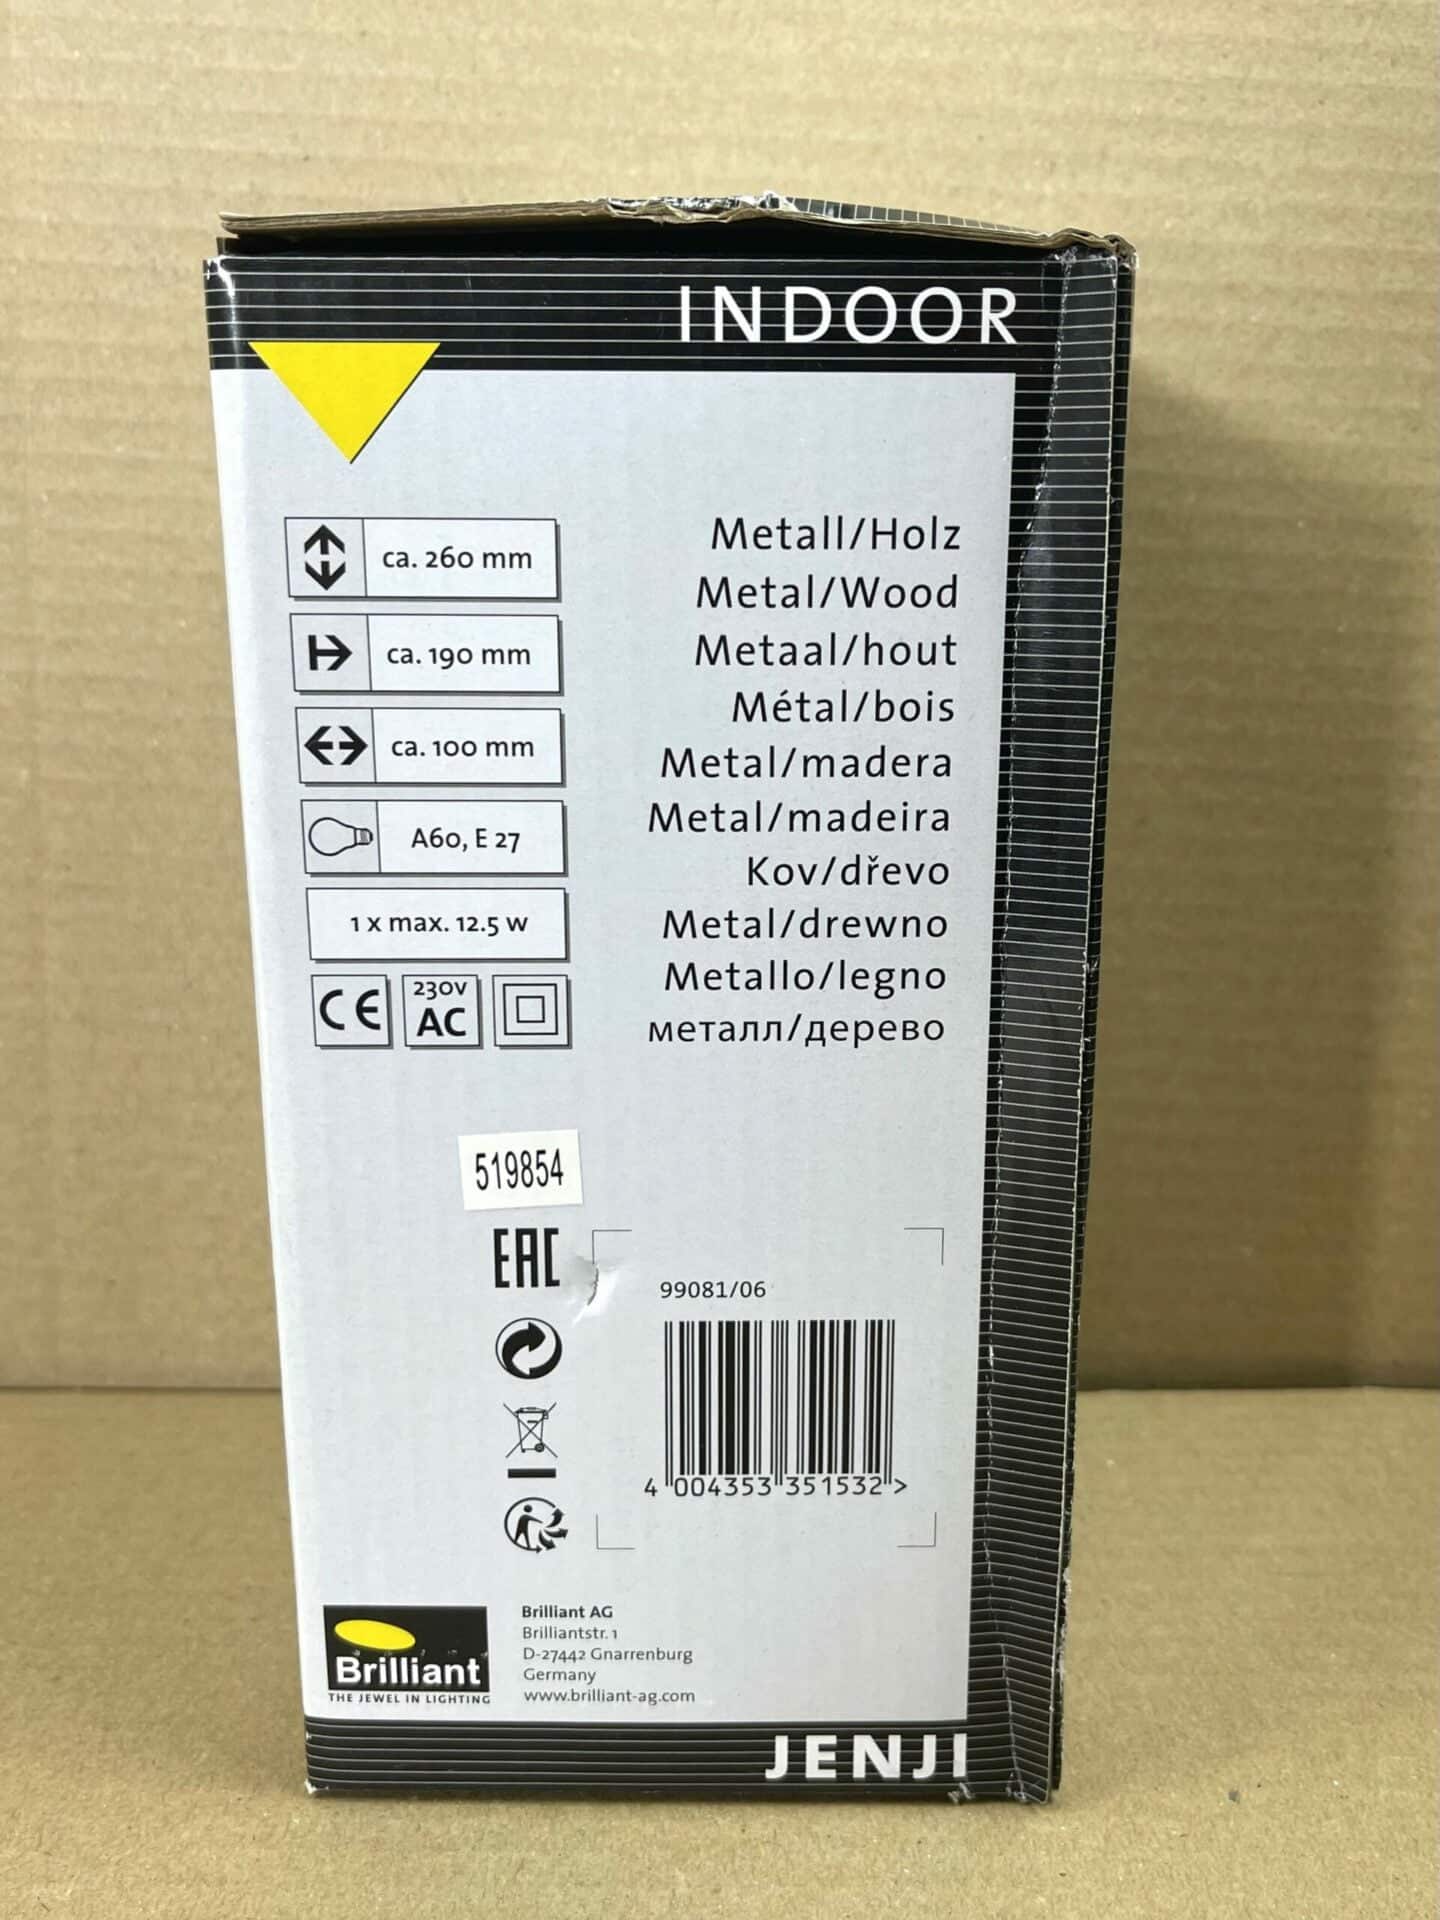 INDOOR
ca. 260 mm
ca. 190 mm
ca. 100 mm
A60, E 27
1 x max. 12.5 W
CE
230V
AC
Metall/Holz
Metal/Wood
Metaal/hout
Métal/bois
Metal/madera
Metal/madeira
Kov/dřevo
Metal/drewno
Metallo/legno
металл/дерево
519854
EAC
99081/06
4 004353 351532 >
Brilliant
THE JEWEL IN LIGHTING
Brilliant AG
Brilliantstr. 1
D-27442 Gnarrenburg
Germany
www.brilliant-ag.com
JENJI